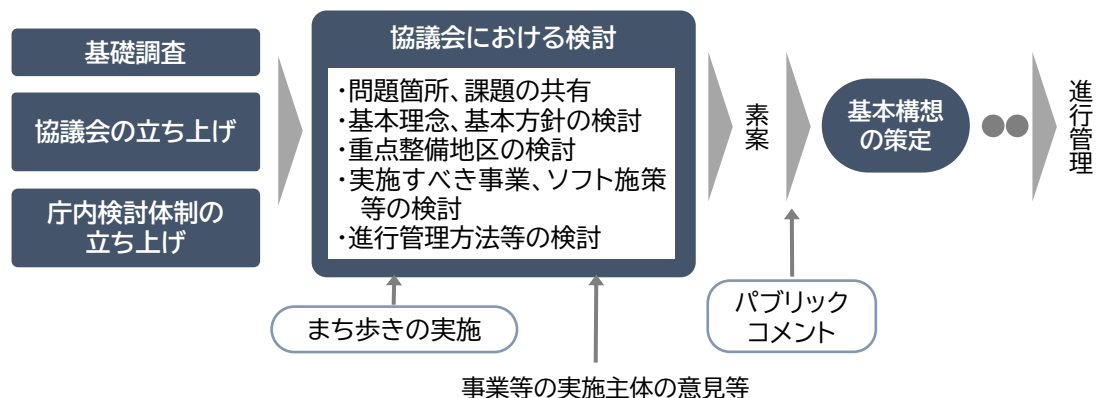 基礎調査
協議会の立ち上げ
庁内検討体制の
立ち上げ
協議会における検討
・問題箇所、課題の共有
・基本理念、基本方針の検討
・重点整備地区の検討
・実施すべき事業、ソフト施策
等の検討
・進行管理方法等の検討
まち歩きの実施
事業等の実施主体の意見等
素案
パブリック
コメント
基本構想
の策定
進行管理